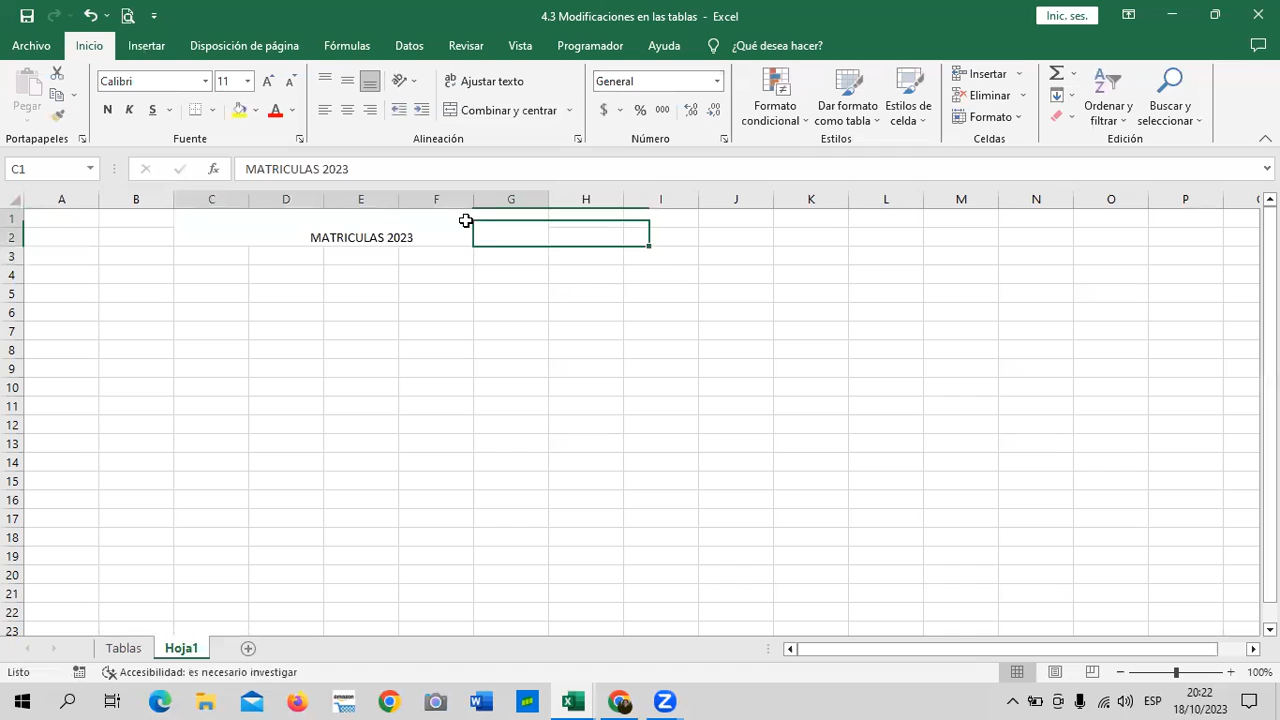 4.3 Modificaciones en las tablas - Excel
Inic. ses.
Archivo Inicio Insertar Disposición de página Fórmulas Datos Revisar Vista Programador Ayuda ¿Qué desea hacer?
Pegar
Calibri 11
Ajustar texto
General
Insertar
N K S
Combinar y centrar
$ % 000
Formato condicional
Dar formato como tabla
Estilos de celda
Eliminar
Formato
Ordenar y filtrar
Buscar y seleccionar
Portapapeles Fuente Alineación Número Estilos Celdas Edición
C1 fx MATRICULAS 2023
A B C D E F G H I J K L M N O P
1
2 MATRICULAS 2023
3
4
5
6
7
8
9
10
11
12
13
14
15
16
17
18
19
20
21
22
23
Tablas Hoja1
Listo Accesibilidad: es necesario investigar 100%
ESP 20:22
18/10/2023